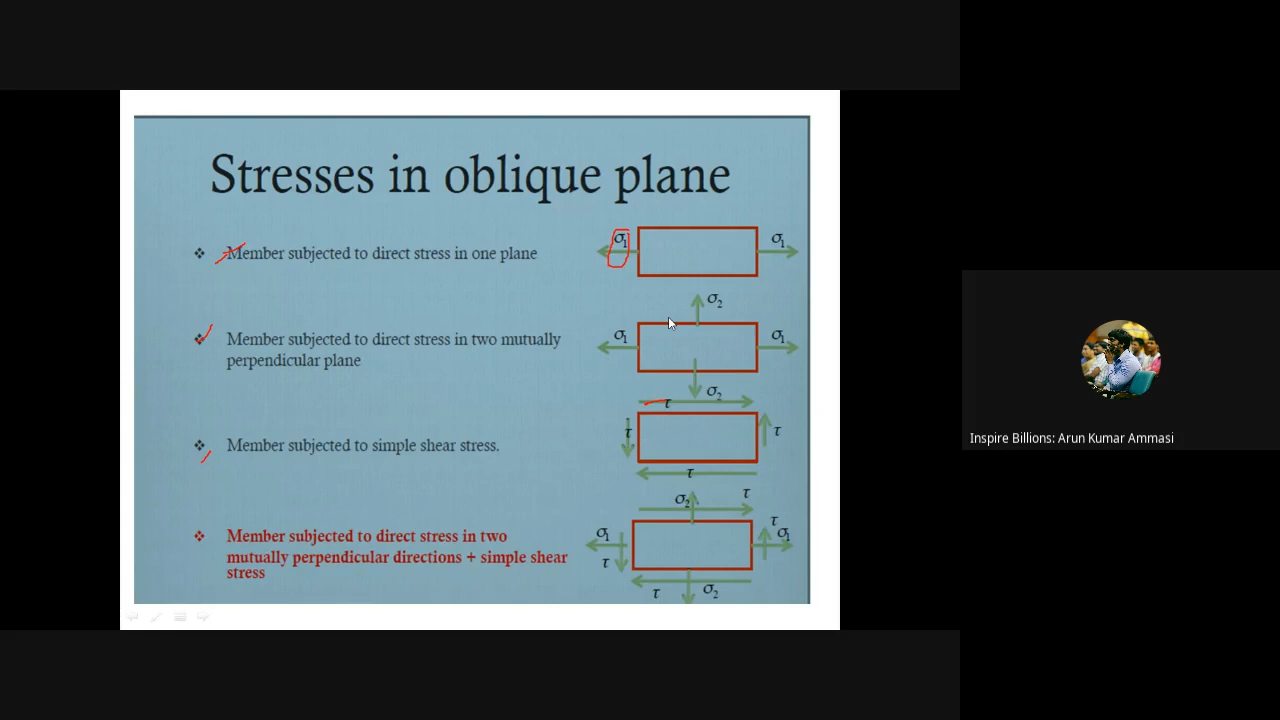 Stresses in oblique plane
❖ Member subjected to direct stress in one plane
σ1 σ1
σ2
❖ Member subjected to direct stress in two mutually
perpendicular plane
σ1 σ1
σ2
τ
τ τ
❖ Member subjected to simple shear stress.
τ
σ2 τ
τ
❖ Member subjected to direct stress in two
mutually perpendicular directions + simple shear
stress
σ1 σ1
τ
τ σ2
Inspire Billions: Arun Kumar Ammasi